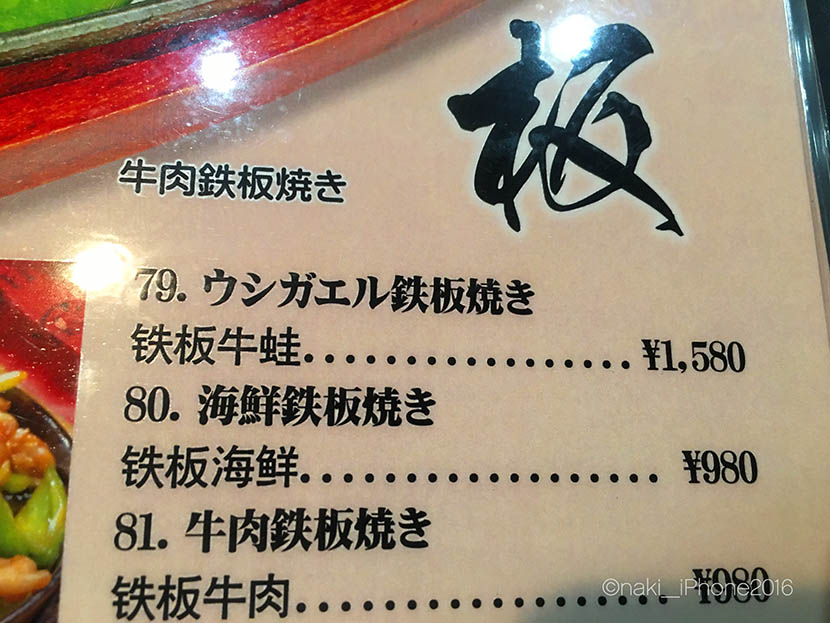 板
牛肉鉄板焼き
79. ウシガエル鉄板焼き
铁板牛蛙.................. ¥1,580
80. 海鮮鉄板焼き
铁板海鲜................... ¥980
81. 牛肉鉄板焼き
铁板牛肉................... ¥980
©naki__iPhone2016